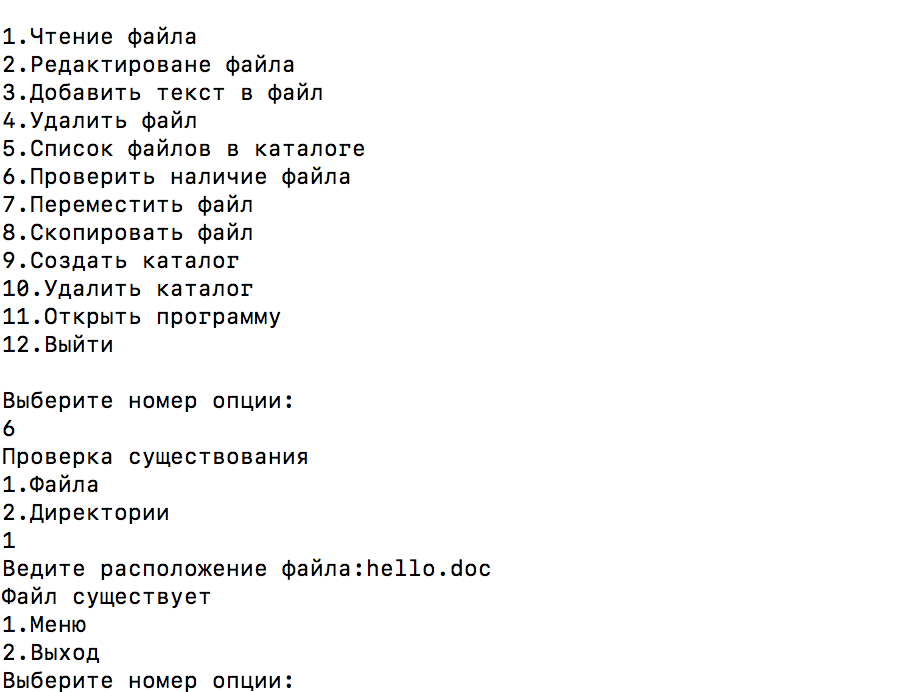 1.Чтение файла
2.Редактироване файла
3.Добавить текст в файл
4.Удалить файл
5.Список файлов в каталоге
6.Проверить наличие файла
7.Переместить файл
8.Скопировать файл
9.Создать каталог
10.Удалить каталог
11.Открыть программу
12.Выйти
Выберите номер опции:
6
Проверка существования
1.Файла
2.Директории
1
Ведите расположение файла:hello.doc
Файл существует
1.Меню
2.Выход
Выберите номер опции: